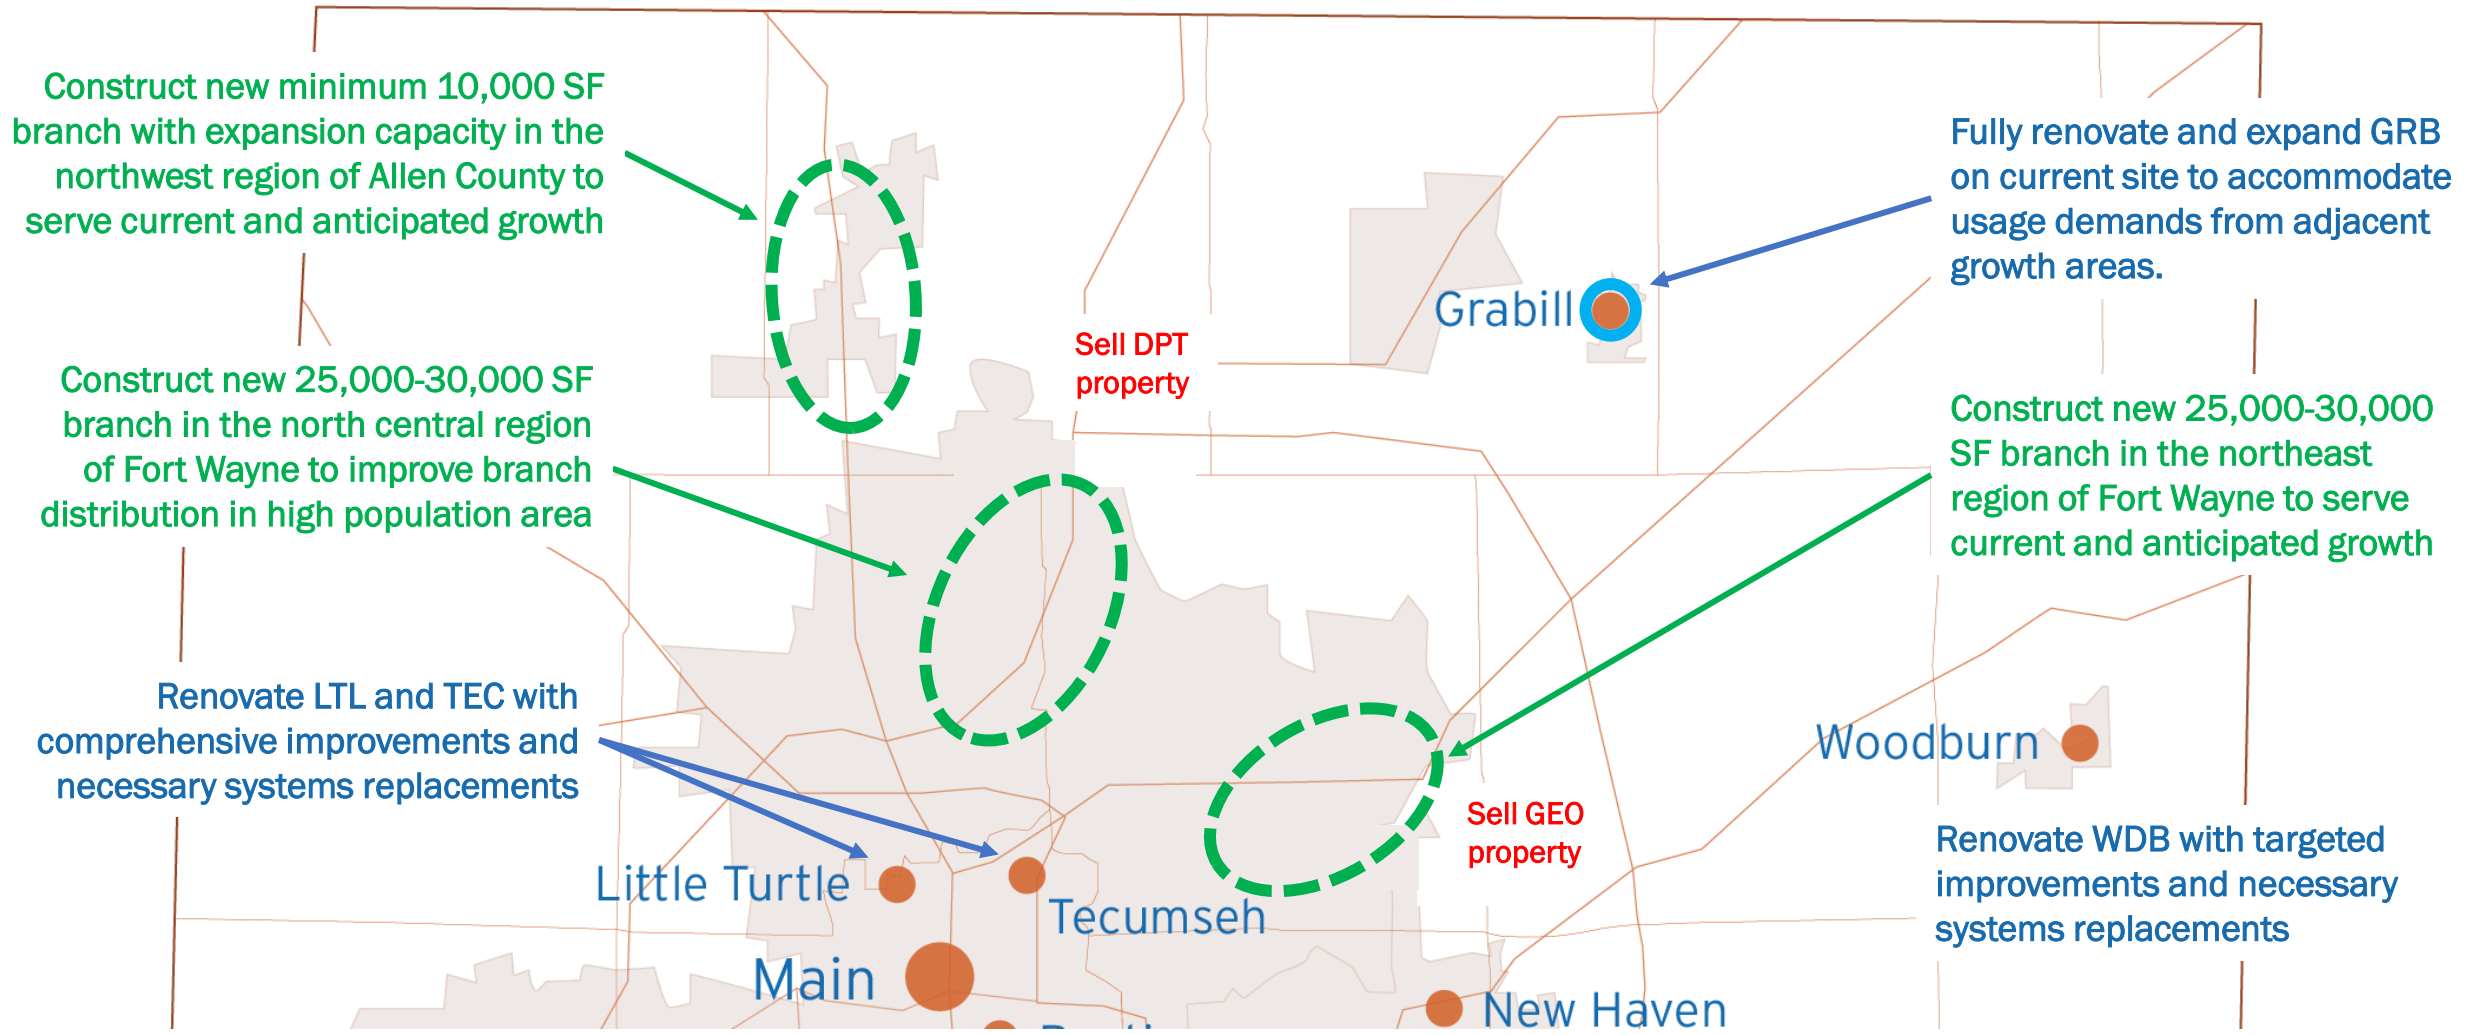 Construct new minimum 10,000 SF
branch with expansion capacity in the
northwest region of Allen County to
serve current and anticipated growth
Fully renovate and expand GRB
on current site to accommodate
usage demands from adjacent
growth areas.
Grabill
Sell DPT
property
Construct new 25,000-30,000 SF
branch in the north central region
of Fort Wayne to improve branch
distribution in high population area
Construct new 25,000-30,000
SF branch in the northeast
region of Fort Wayne to serve
current and anticipated growth
Renovate LTL and TEC with
comprehensive improvements and
necessary systems replacements
Woodburn
Sell GEO
property
Renovate WDB with targeted
improvements and necessary
systems replacements
Little Turtle
Tecumseh
Main
New Haven